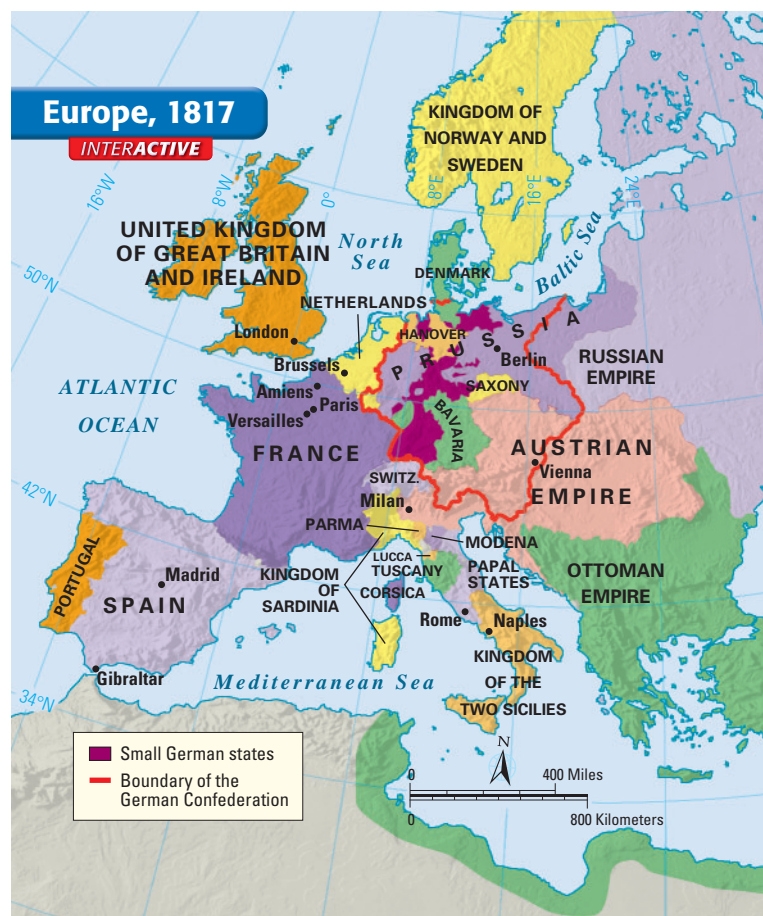 Europe, 1817
INTERACTIVE
KINGDOM OF
NORWAY AND
SWEDEN
16°W
8°W
0°
8°E
16°E
24°E
UNITED KINGDOM
OF GREAT BRITAIN
AND IRELAND
North
Sea
Baltic Sea
50°N
DENMARK
NETHERLANDS
HANOVER
PRUSSIA
London
Berlin
RUSSIAN
EMPIRE
Brussels
SAXONY
Amiens
ATLANTIC
OCEAN
Paris
Versailles
BAVARIA
FRANCE
AUSTRIAN
EMPIRE
Vienna
SWITZ.
42°N
Milan
PARMA
MODENA
LUCCA
TUSCANY
PAPAL
STATES
OTTOMAN
EMPIRE
PORTUGAL
Madrid
SPAIN
KINGDOM
OF
SARDINIA
CORSICA
Rome
Naples
KINGDOM
OF THE
TWO SICILIES
Gibraltar
Mediterranean Sea
34°N
Small German states
Boundary of the
German Confederation
N
0
400 Miles
0
800 Kilometers